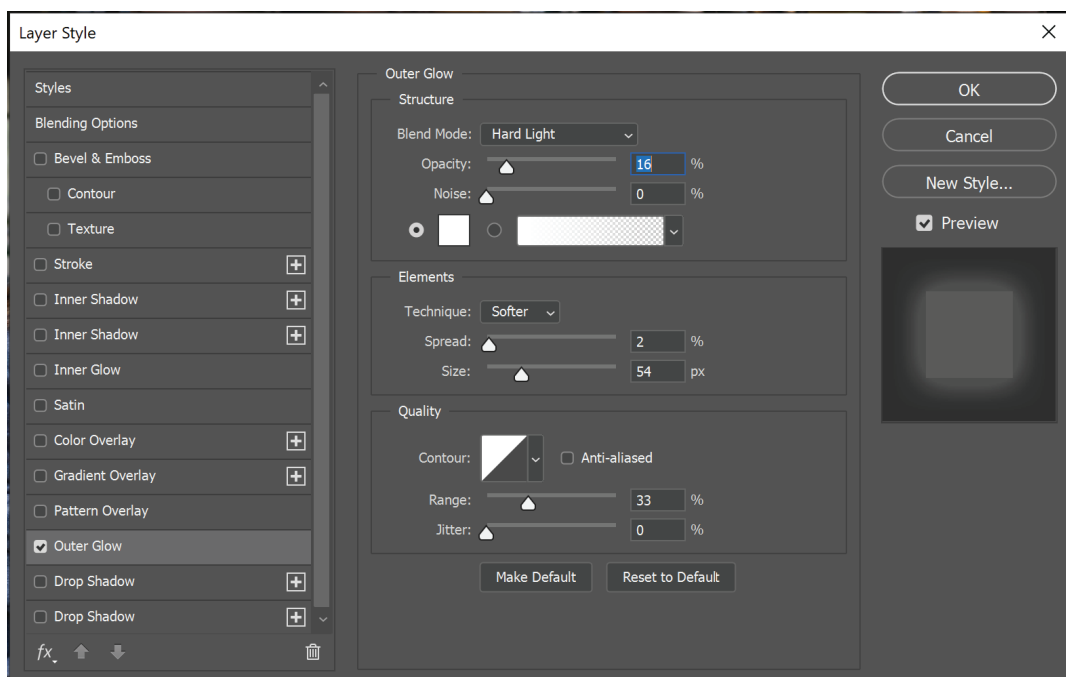 Layer Style
Styles
Blending Options
Bevel & Emboss
Contour
Texture
Stroke
Inner Shadow
Inner Shadow
Inner Glow
Satin
Color Overlay
Gradient Overlay
Pattern Overlay
Outer Glow
Drop Shadow
Drop Shadow
fx
Outer Glow
Structure
Blend Mode: Hard Light
Opacity: 16 %
Noise: 0 %
Elements
Technique: Softer
Spread: 2 %
Size: 54 px
Quality
Contour: Anti-aliased
Range: 33 %
Jitter: 0 %
Make Default Reset to Default
OK
Cancel
New Style...
Preview